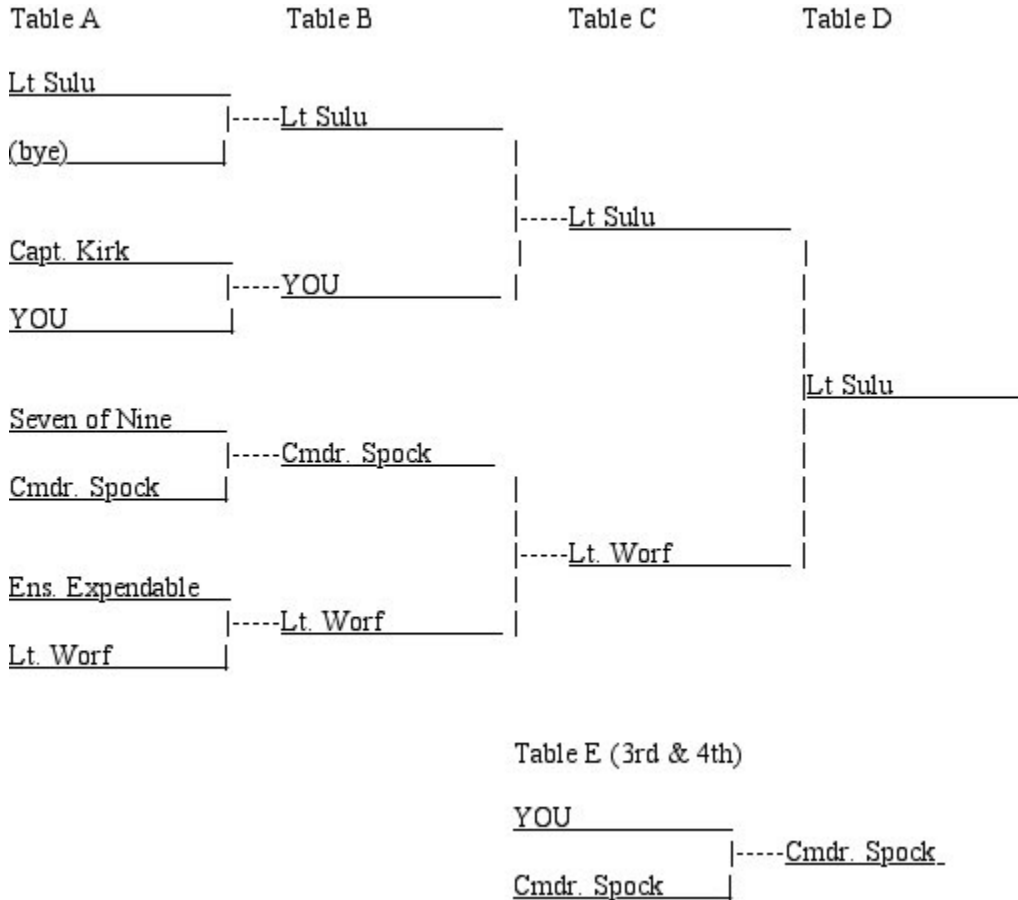 Table A Table B Table C Table D
Lt Sulu
|-----Lt Sulu
(bye)
|-----Lt Sulu
Capt. Kirk
|-----YOU
YOU
Lt Sulu
Seven of Nine
|-----Cmdr. Spock
Cmdr. Spock
|-----Lt. Worf
Ens. Expendable
|-----Lt. Worf
Lt. Worf
Table E (3rd & 4th)
YOU
|-----Cmdr. Spock
Cmdr. Spock